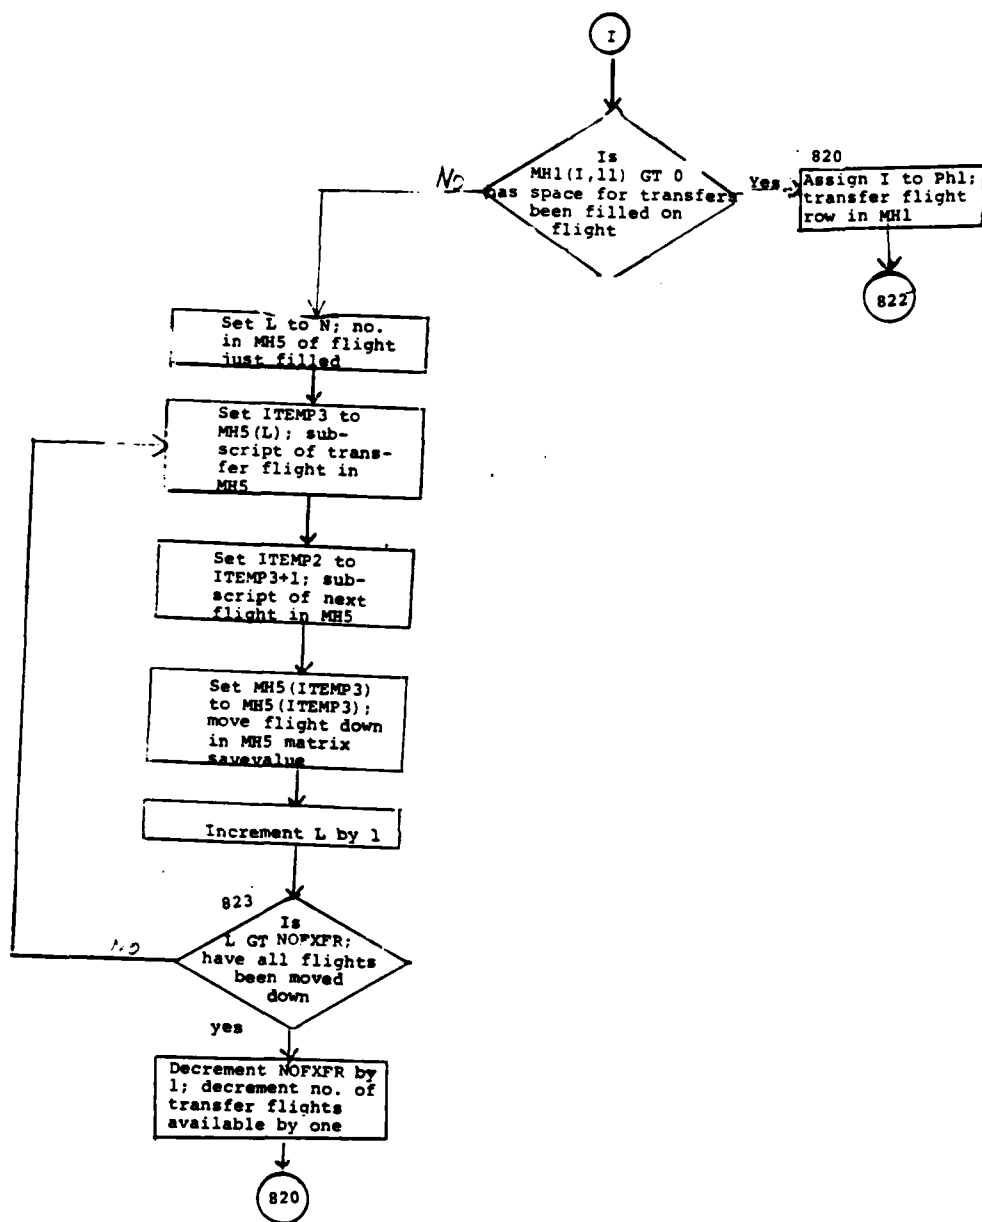 I
Is
MH1(I,11) GT 0
has space for transfers
been filled on
flight
NO
Yes
820
Assign I to Ph1;
transfer flight
row in MH1
822
Set L to N; no.
in MH5 of flight
just filled
Set ITEMP3 to
MH5(L); sub-
script of trans-
fer flight in
MH5
Set ITEMP2 to
ITEMP3+1; sub-
script of next
flight in MH5
Set MH5(ITEMP3)
to MH5(ITEMP3);
move flight down
in MH5 matrix
savevalue
Increment L by 1
823
Is
L GT NOFXFR;
have all flights
been moved
down
NO
yes
Decrement NOFXFR by
1; decrement no. of
transfer flights
available by one
820